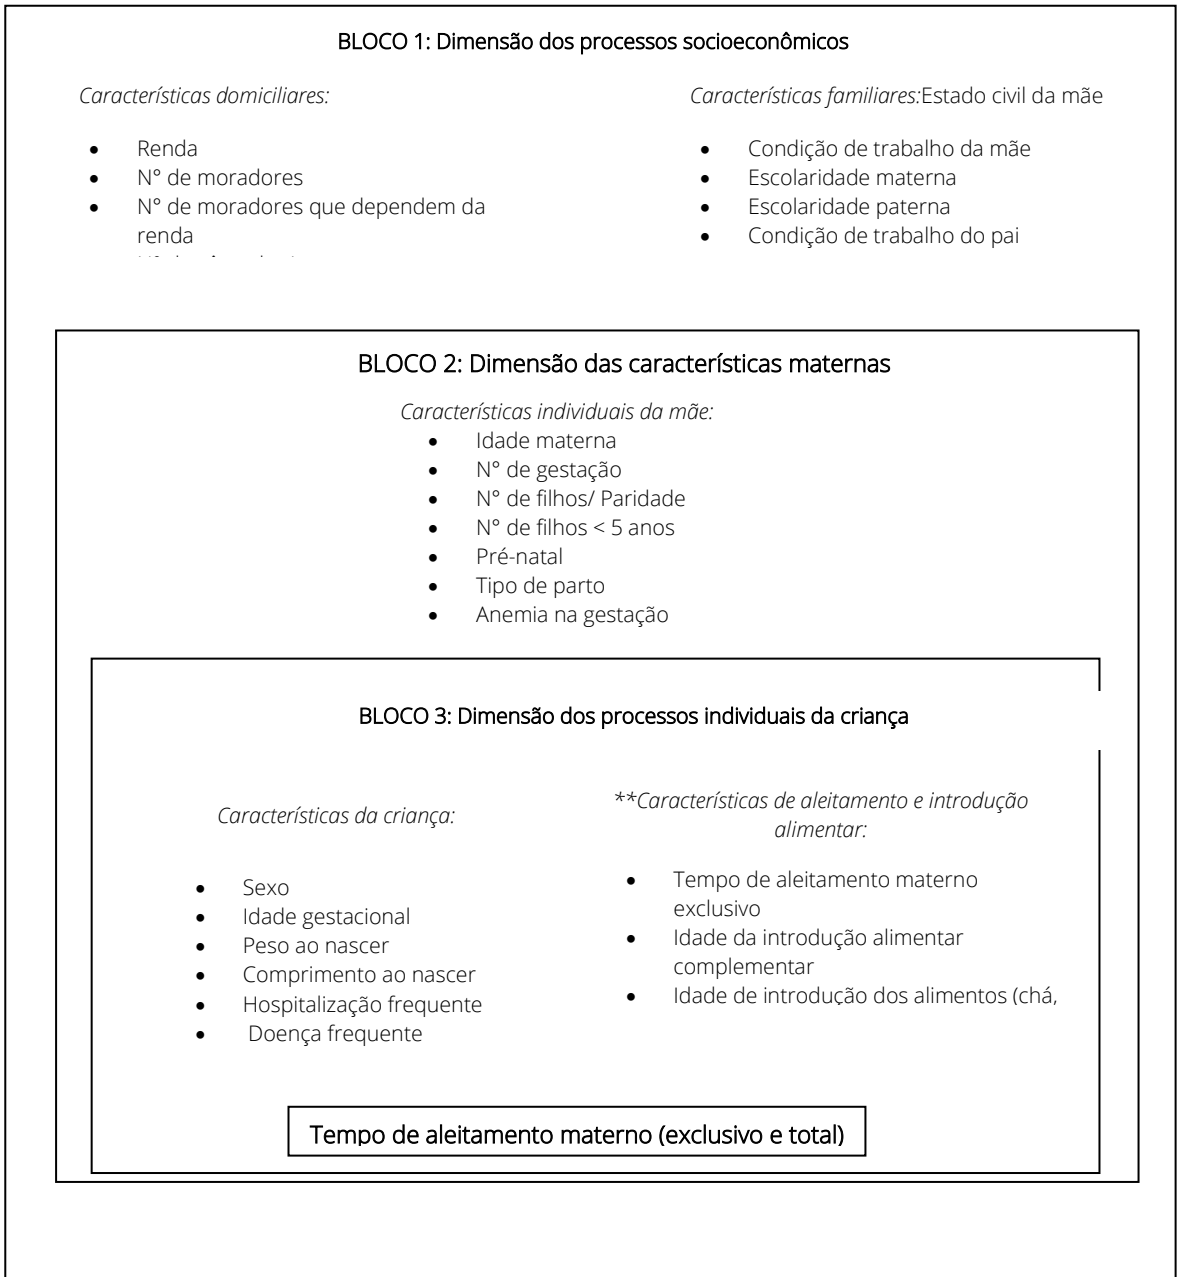 BLOCO 1: Dimensão dos processos socioeconômicos
Características domiciliares:
• Renda
• N° de moradores
• N° de moradores que dependem da
renda
Características familiares:Estado civil da mãe
• Condição de trabalho da mãe
• Escolaridade materna
• Escolaridade paterna
• Condição de trabalho do pai
BLOCO 2: Dimensão das características maternas
Características individuais da mãe:
• Idade materna
• N° de gestação
• N° de filhos/ Paridade
• N° de filhos < 5 anos
• Pré-natal
• Tipo de parto
• Anemia na gestação
BLOCO 3: Dimensão dos processos individuais da criança
Características da criança:
• Sexo
• Idade gestacional
• Peso ao nascer
• Comprimento ao nascer
• Hospitalização frequente
• Doença frequente
**Características de aleitamento e introdução
alimentar:
• Tempo de aleitamento materno
exclusivo
• Idade da introdução alimentar
complementar
• Idade de introdução dos alimentos (chá,
Tempo de aleitamento materno (exclusivo e total)